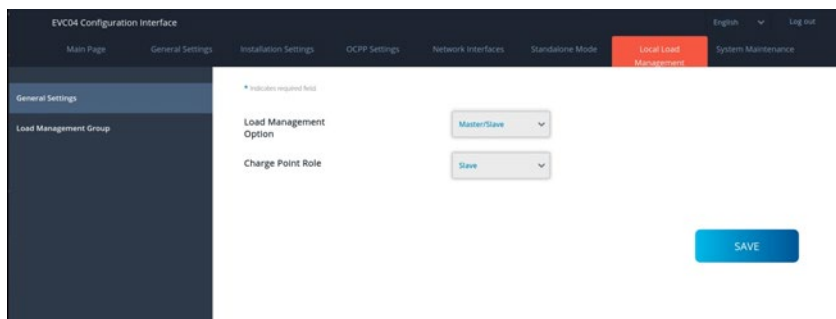 EVC04 Configuration Interface
English
Log out
Main Page
General Settings
Installation Settings
OCPP Settings
Network Interfaces
Standalone Mode
Local Load
Management
System Maintenance
General Settings
Load Management Group
* Indicates required field.
Load Management
Option
Master/Slave
Charge Point Role
Slave
SAVE